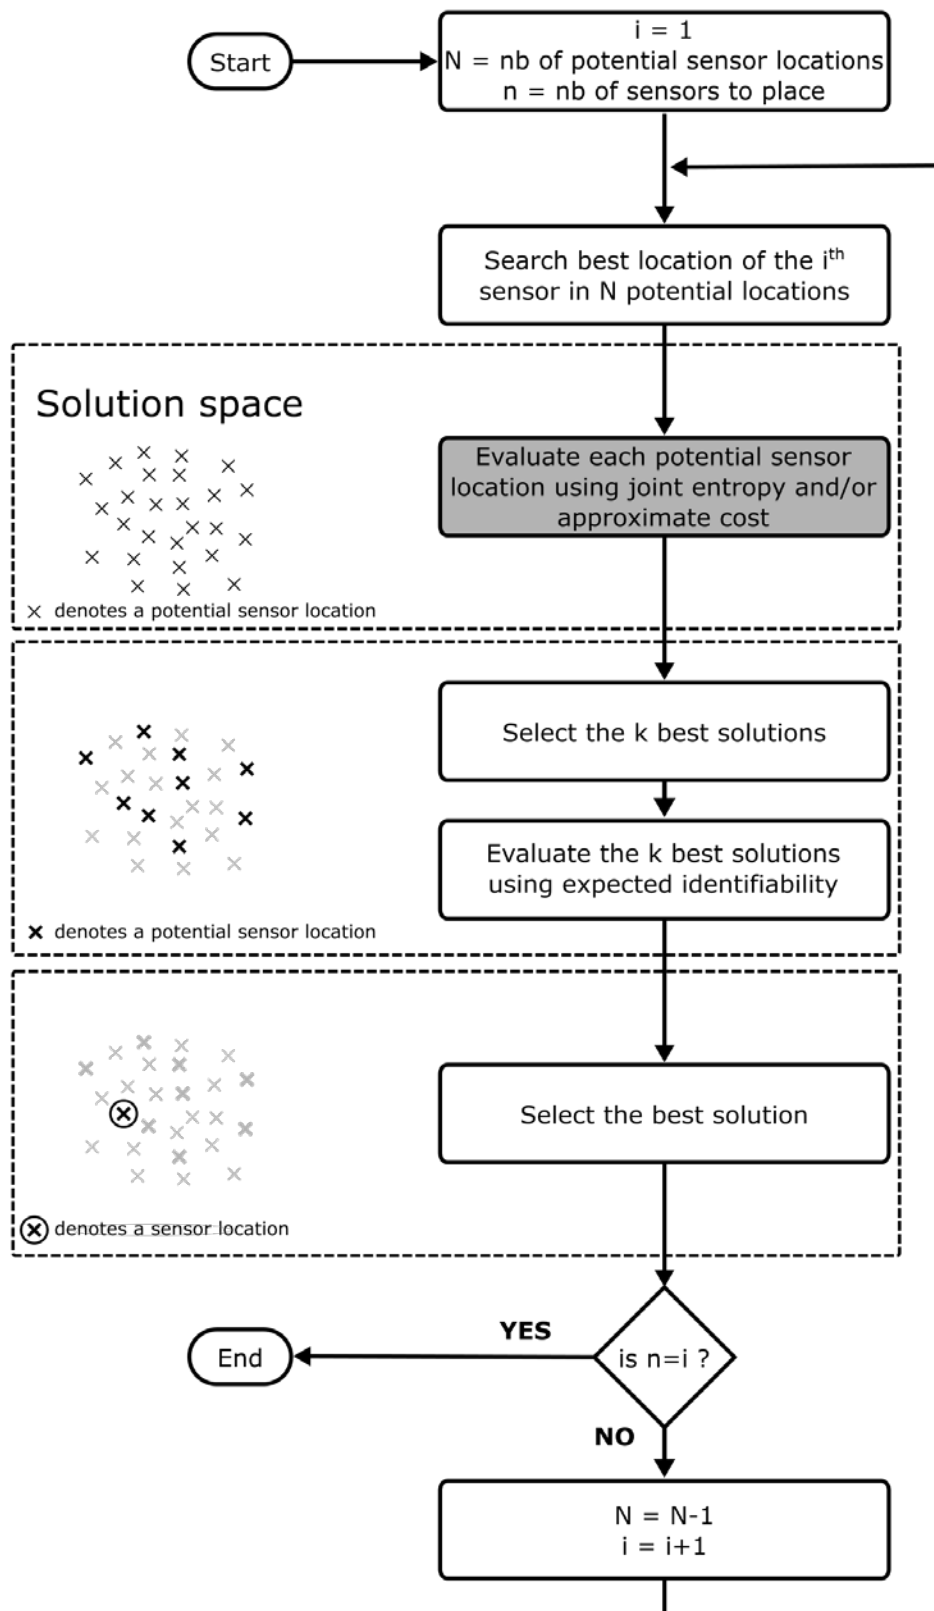 Start
i = 1
N = nb of potential sensor locations
n = nb of sensors to place
Search best location of the iᵗʰ
sensor in N potential locations
Solution space
Evaluate each potential sensor
location using joint entropy and/or
approximate cost
× denotes a potential sensor location
Select the k best solutions
Evaluate the k best solutions
using expected identifiability
× denotes a potential sensor location
Select the best solution
denotes a sensor location
YES
End
is n=i ?
NO
N = N-1
i = i+1